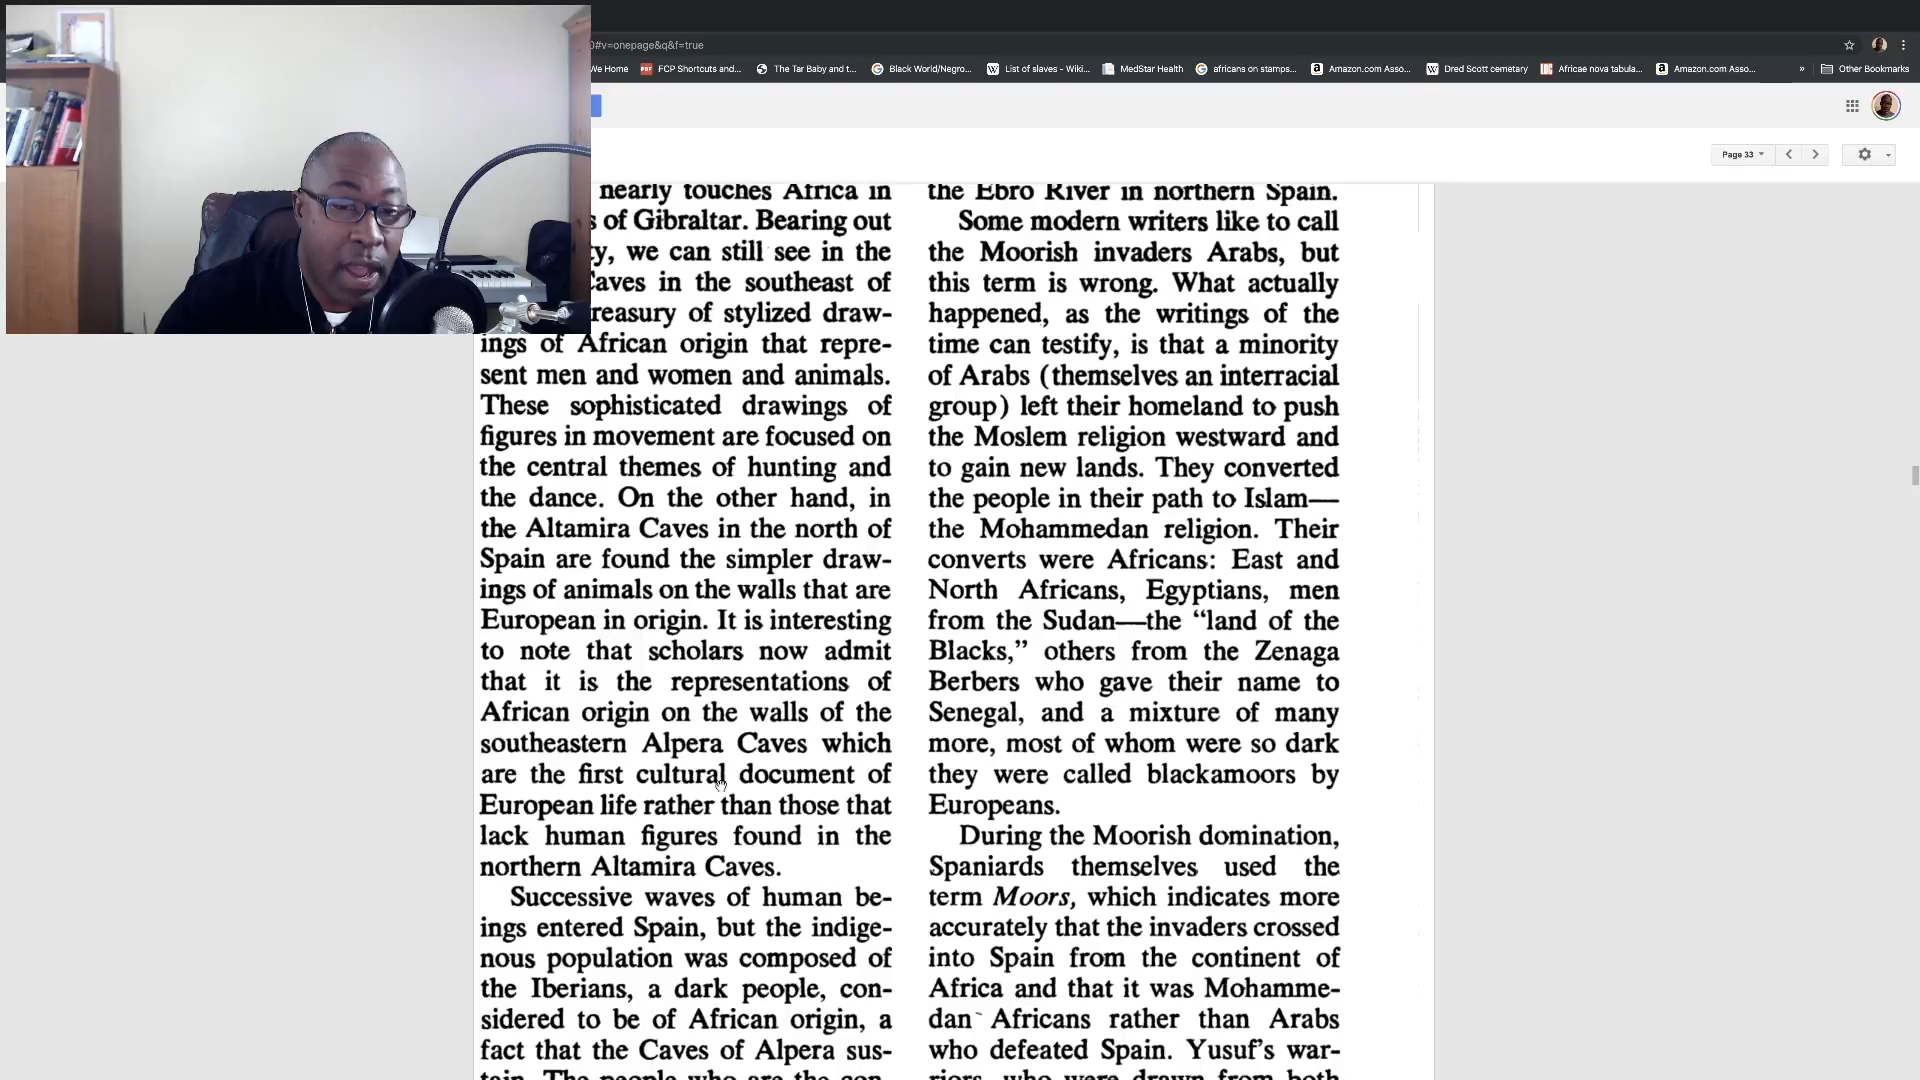 0#v=onepage&q&f=true
We Home
FCP Shortcuts and...
The Tar Baby and t...
Black World/Negro...
List of slaves - Wiki...
MedStar Health
africans on stamps...
Amazon.com Asso...
Dred Scott cemetary
Africae nova tabula...
Amazon.com Asso...
»
Other Bookmarks
Page 33
nearly touches Africa in
s of Gibraltar. Bearing out
ty, we can still see in the
Caves in the southeast of
reasury of stylized draw-
ings of African origin that repre-
sent men and women and animals.
These sophisticated drawings of
figures in movement are focused on
the central themes of hunting and
the dance. On the other hand, in
the Altamira Caves in the north of
Spain are found the simpler draw-
ings of animals on the walls that are
European in origin. It is interesting
to note that scholars now admit
that it is the representations of
African origin on the walls of the
southeastern Alpera Caves which
are the first cultural document of
European life rather than those that
lack human figures found in the
northern Altamira Caves.
Successive waves of human be-
ings entered Spain, but the indige-
nous population was composed of
the Iberians, a dark people, con-
sidered to be of African origin, a
fact that the Caves of Alpera sus-
tain. The people who are the con-
the Ebro River in northern Spain.
Some modern writers like to call
the Moorish invaders Arabs, but
this term is wrong. What actually
happened, as the writings of the
time can testify, is that a minority
of Arabs (themselves an interracial
group) left their homeland to push
the Moslem religion westward and
to gain new lands. They converted
the people in their path to Islam—
the Mohammedan religion. Their
converts were Africans: East and
North Africans, Egyptians, men
from the Sudan—the “land of the
Blacks,” others from the Zenaga
Berbers who gave their name to
Senegal, and a mixture of many
more, most of whom were so dark
they were called blackamoors by
Europeans.
During the Moorish domination,
Spaniards themselves used the
term Moors, which indicates more
accurately that the invaders crossed
into Spain from the continent of
Africa and that it was Mohamme-
dan Africans rather than Arabs
who defeated Spain. Yusuf's war-
riors, who were drawn from both